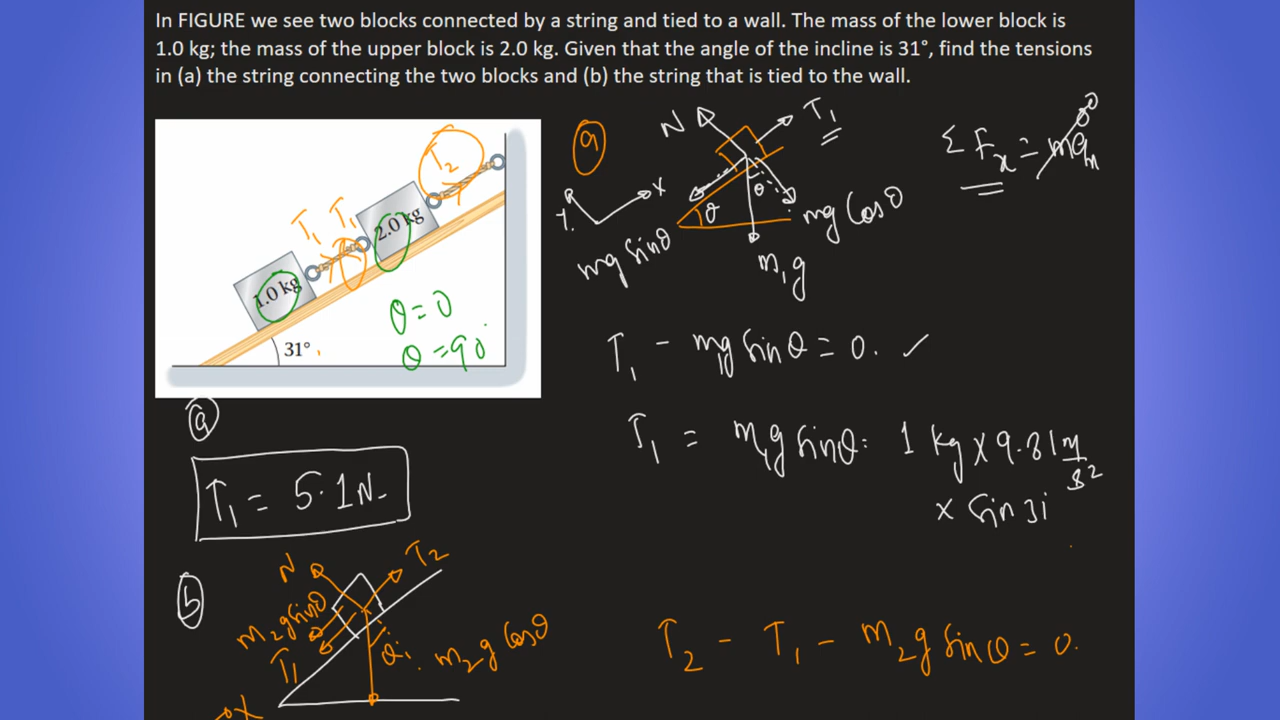 In FIGURE we see two blocks connected by a string and tied to a wall. The mass of the lower block is
1.0 kg; the mass of the upper block is 2.0 kg. Given that the angle of the incline is 31°, find the tensions
in (a) the string connecting the two blocks and (b) the string that is tied to the wall.
T₂
T₁ T₁
2.0 kg
1.0 kg
31°
θ = 0
θ = 90
a
N
T₁
X
θ
θ
mg sinθ
mg cosθ
m₁g
Σ Fₓ = ma 0
T₁ - m₁g sinθ = 0. ✓
T₁ = m₁g sinθ = 1 kg × 9.81 m/s²
× sin 31
a
T₁ = 5.1 N
b
N
T₂
m₂g sinθ
T₁
θ
m₂g cosθ
X
T₂ - T₁ - m₂g sinθ = 0.